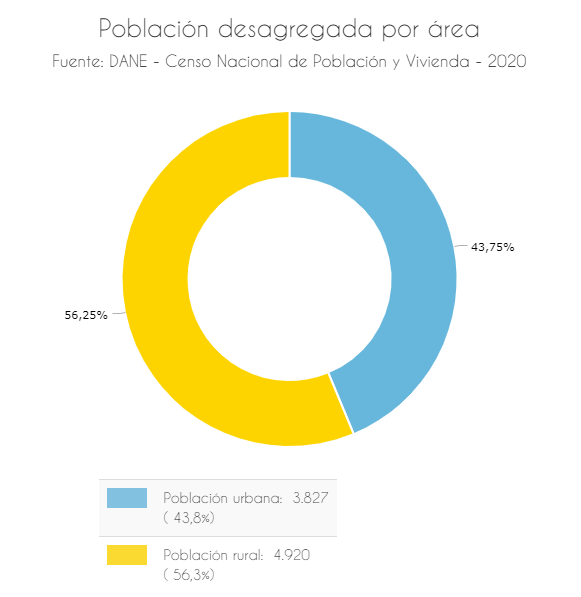 Población desagregada por área
Fuente: DANE – Censo Nacional de Población y Vivienda – 2020
43,75%
56,25%
Población urbana: 3.827
( 43,8%)
Población rural: 4.920
( 56,3%)